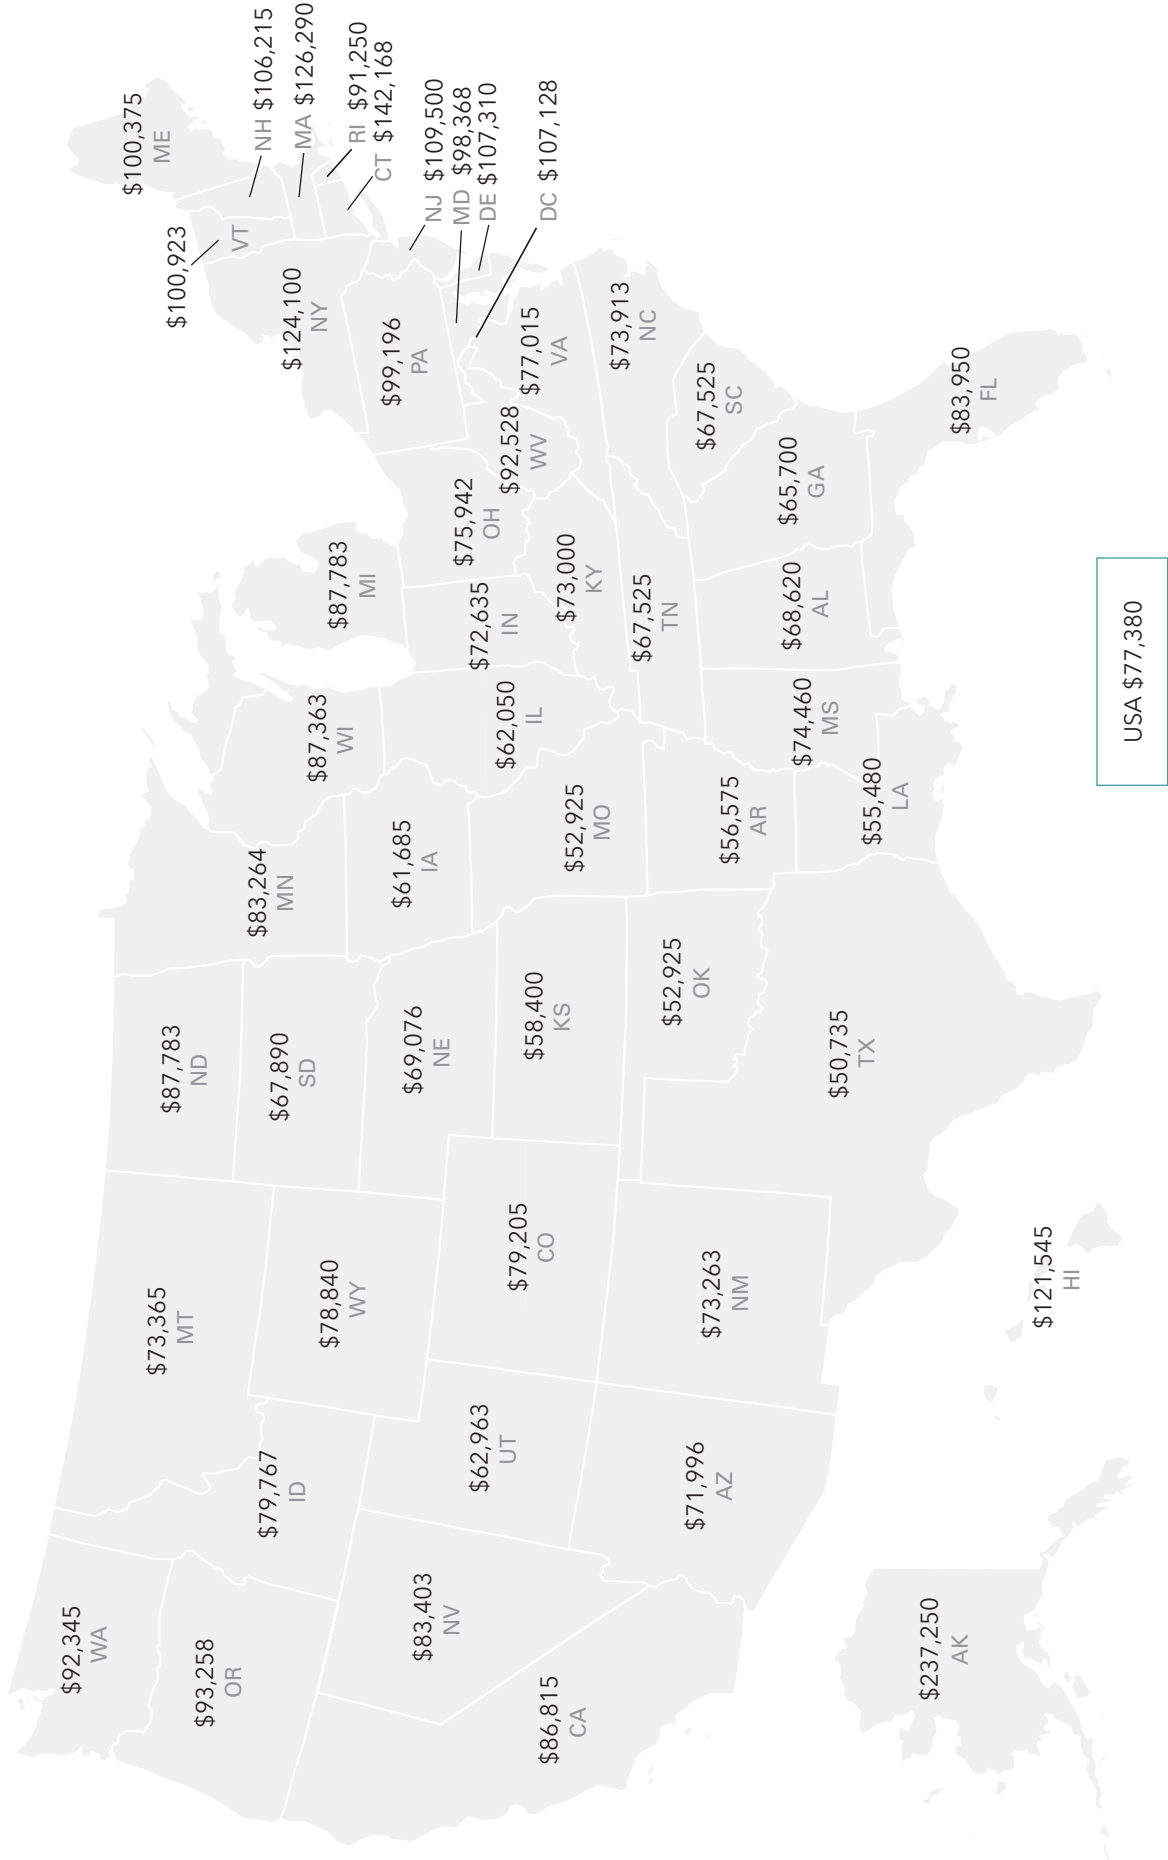 $92,345
WA
$93,258
OR
$86,815
CA
$83,403
NV
$79,767
ID
$73,365
MT
$78,840
WY
$62,963
UT
$71,996
AZ
$79,205
CO
$73,263
NM
$87,783
ND
$67,890
SD
$69,076
NE
$58,400
KS
$52,925
OK
$50,735
TX
$83,264
MN
$61,685
IA
$52,925
MO
$56,575
AR
$55,480
LA
$87,363
WI
$62,050
IL
$87,783
MI
$72,635
IN
$75,942
OH
$73,000
KY
$67,525
TN
$74,460
MS
$68,620
AL
$65,700
GA
$83,950
FL
$67,525
SC
$73,913
NC
$77,015
VA
$92,528
WV
$99,196
PA
$124,100
NY
$100,923
VT
$100,375
ME
NH $106,215
MA $126,290
RI $91,250
CT $142,168
NJ $109,500
MD $98,368
DE $107,310
DC $107,128
$237,250
AK
$121,545
HI
USA $77,380